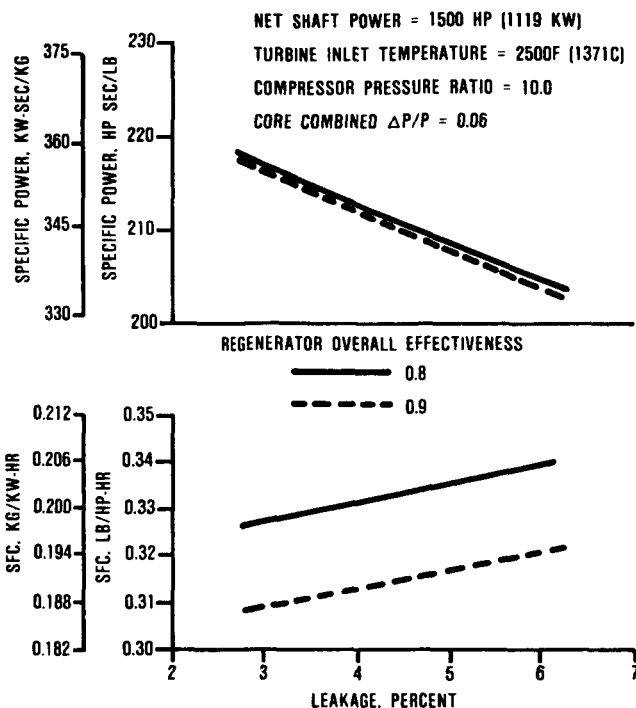 NET SHAFT POWER = 1500 HP (1119 KW)
TURBINE INLET TEMPERATURE = 2500F (1371C)
COMPRESSOR PRESSURE RATIO = 10.0
CORE COMBINED ΔP/P = 0.06
SPECIFIC POWER, KW-SEC/KG
375
360
345
330
SPECIFIC POWER, HP SEC/LB
230
220
210
200
REGENERATOR OVERALL EFFECTIVENESS
0.8
0.9
SFC, KG/KW-HR
0.212
0.206
0.200
0.194
0.188
0.182
SFC, LB/HP-HR
0.35
0.34
0.33
0.32
0.31
0.30
2 3 4 5 6 7
LEAKAGE, PERCENT